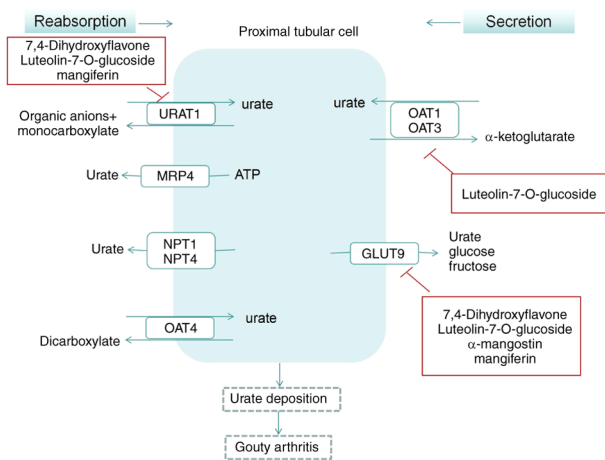 Reabsorption
Secretion
Proximal tubular cell
7,4-Dihydroxyflavone
Luteolin-7-O-glucoside
mangiferin
urate
URAT1
Organic anions+
monocarboxylate
urate
OAT1
OAT3
α-ketoglutarate
Urate
MRP4
ATP
Luteolin-7-O-glucoside
Urate
NPT1
NPT4
GLUT9
Urate
glucose
fructose
7,4-Dihydroxyflavone
Luteolin-7-O-glucoside
α-mangostin
mangiferin
urate
OAT4
Dicarboxylate
Urate deposition
Gouty arthritis